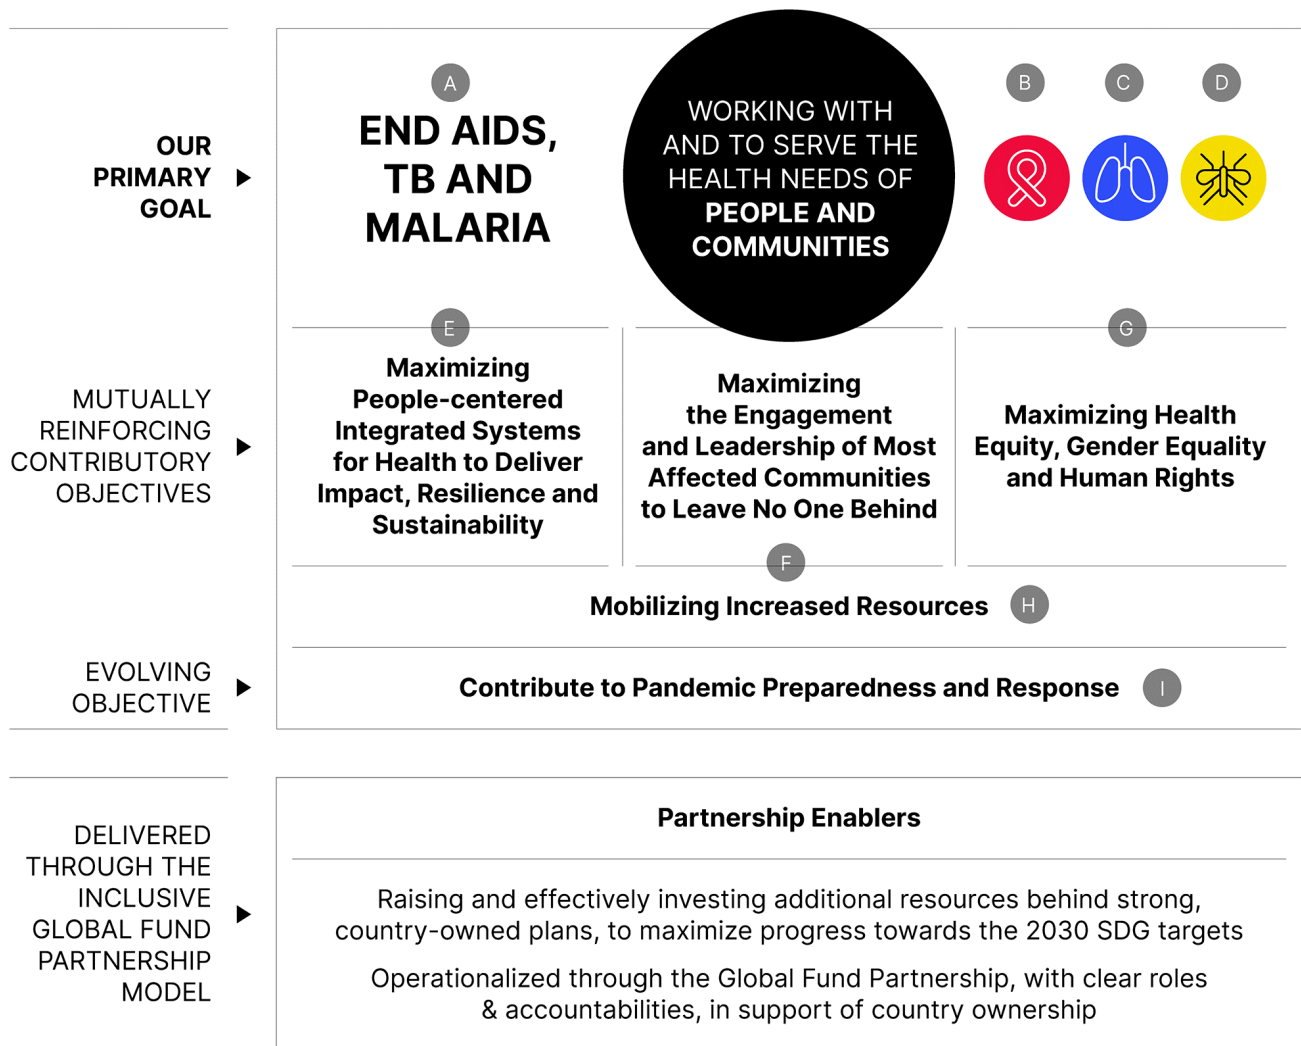 OUR
PRIMARY
GOAL
A
END AIDS,
TB AND
MALARIA
WORKING WITH
AND TO SERVE THE
HEALTH NEEDS OF
PEOPLE AND
COMMUNITIES
B
C
D
MUTUALLY
REINFORCING
CONTRIBUTORY
OBJECTIVES
E
Maximizing
People-centered
Integrated Systems
for Health to Deliver
Impact, Resilience and
Sustainability
Maximizing
the Engagement
and Leadership of Most
Affected Communities
to Leave No One Behind
F
G
Maximizing Health
Equity, Gender Equality
and Human Rights
Mobilizing Increased Resources
H
EVOLVING
OBJECTIVE
Contribute to Pandemic Preparedness and Response
I
DELIVERED
THROUGH THE
INCLUSIVE
GLOBAL FUND
PARTNERSHIP
MODEL
Partnership Enablers
Raising and effectively investing additional resources behind strong,
country-owned plans, to maximize progress towards the 2030 SDG targets
Operationalized through the Global Fund Partnership, with clear roles
& accountabilities, in support of country ownership